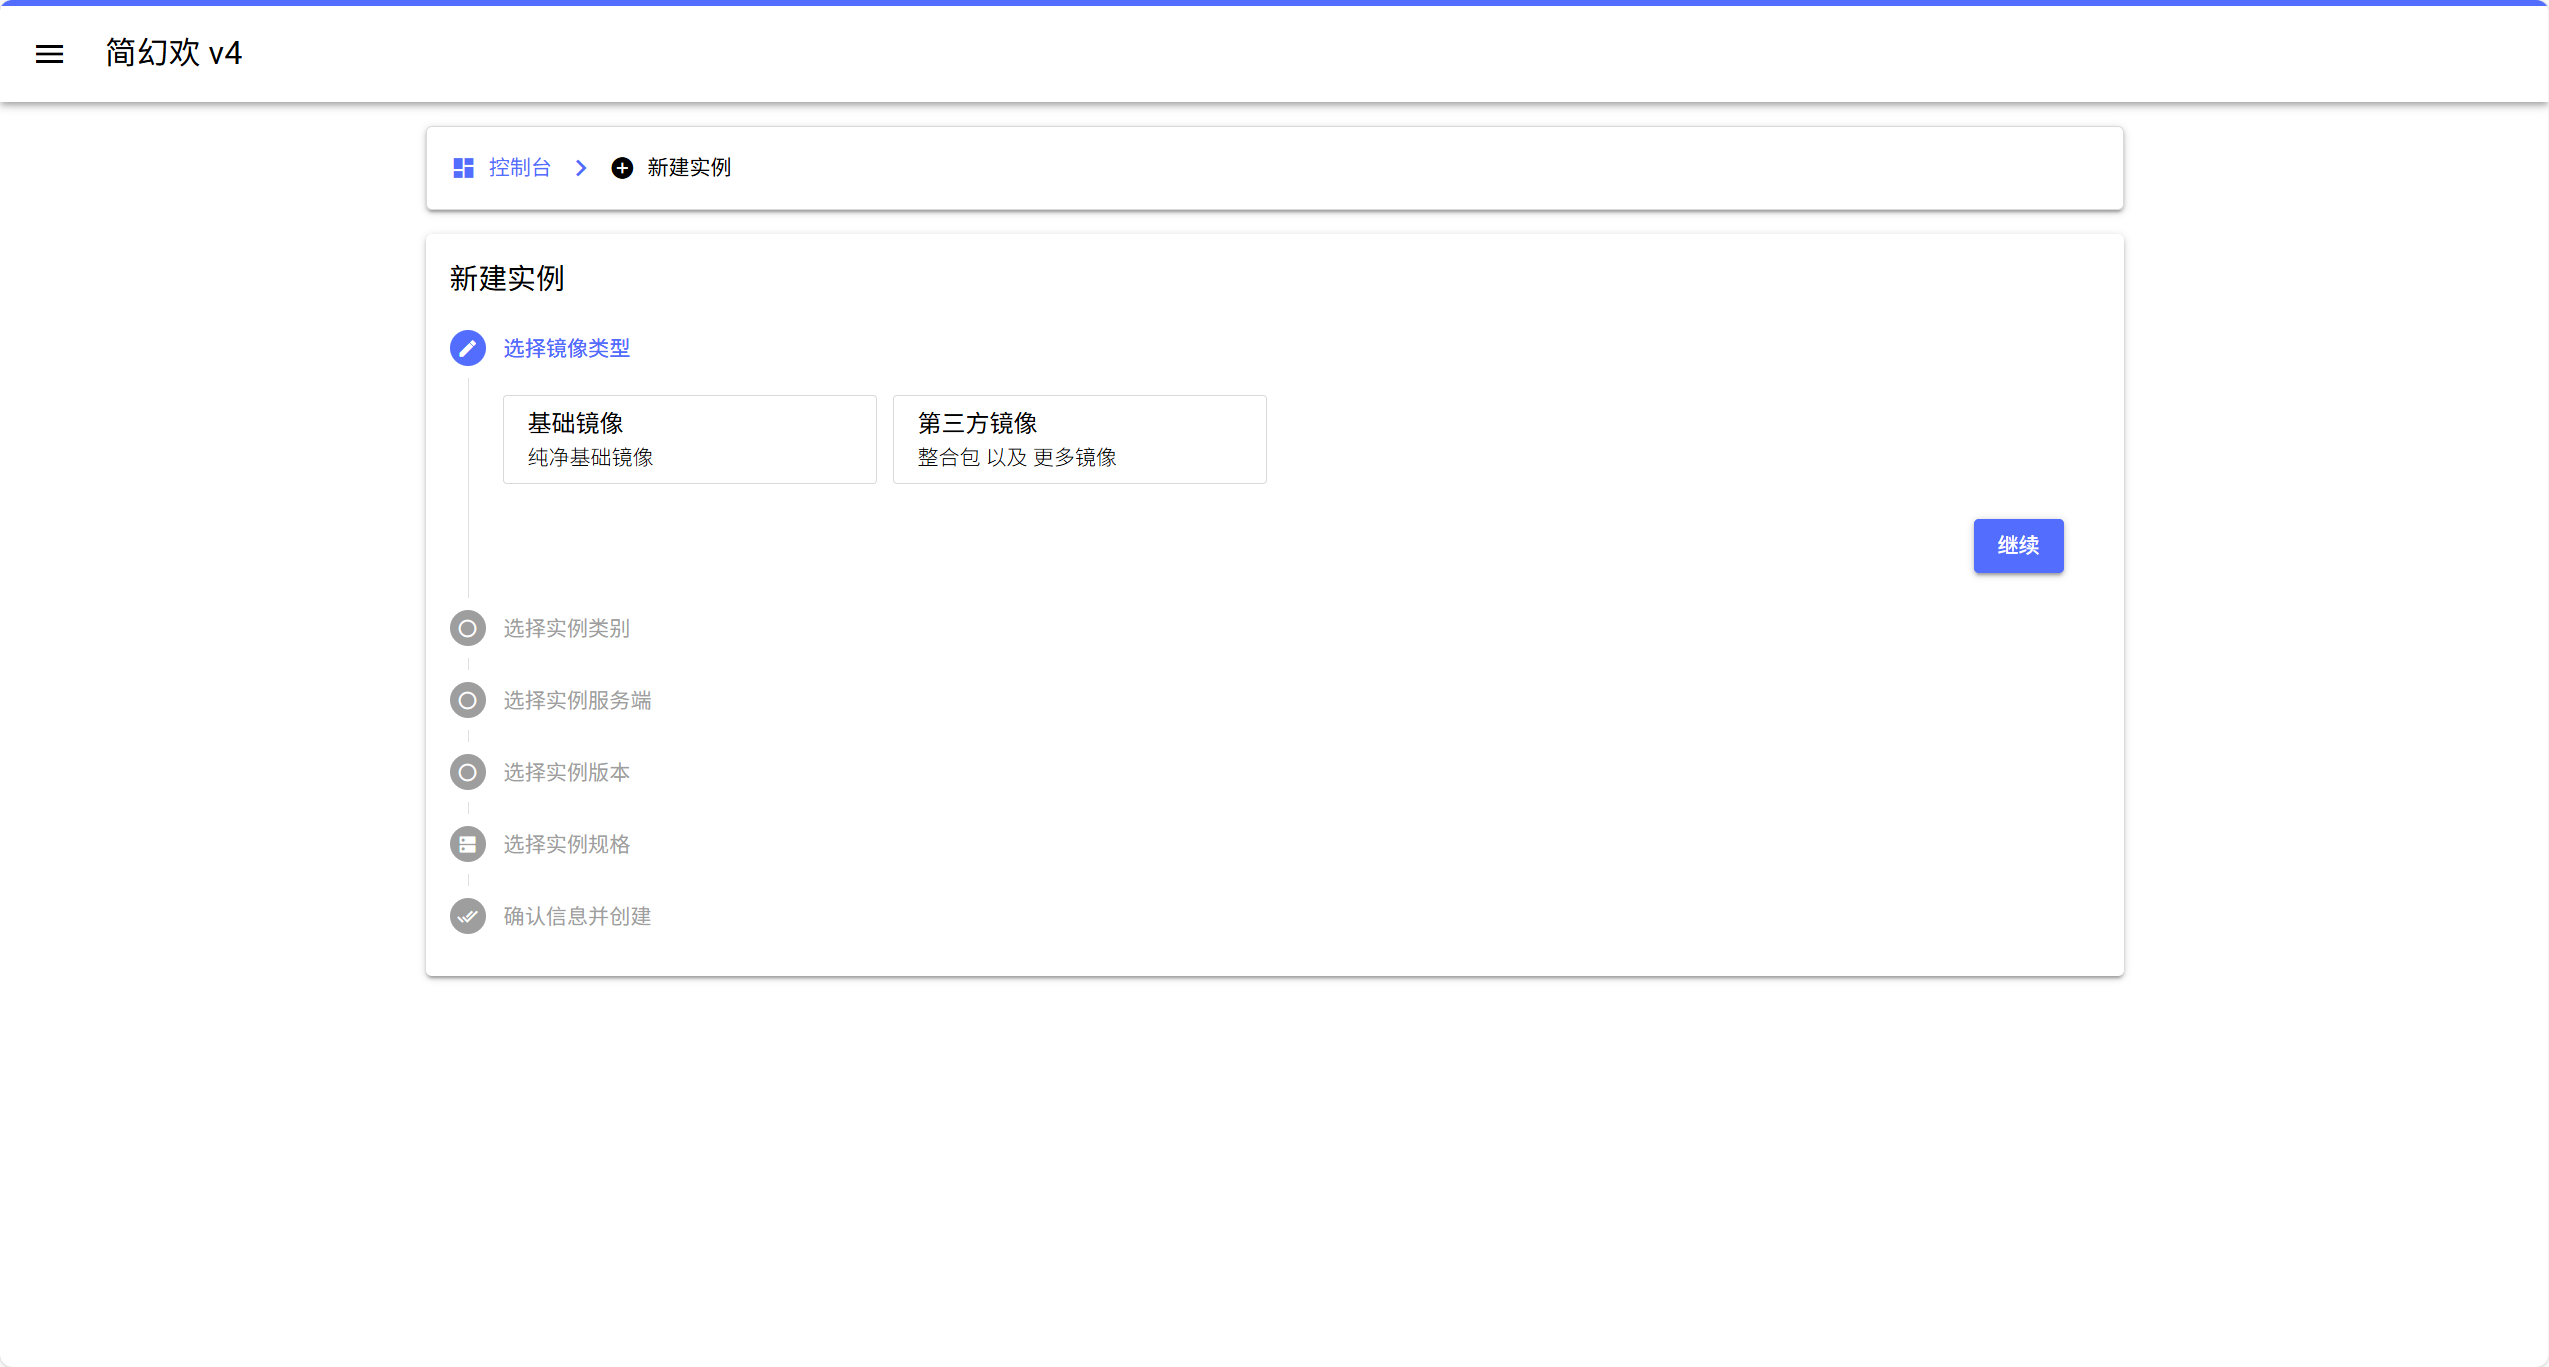 简幻欢 v4
控制台 新建实例
新建实例
选择镜像类型
基础镜像
纯净基础镜像
第三方镜像
整合包 以及 更多镜像
继续
选择实例类别
选择实例服务端
选择实例版本
选择实例规格
确认信息并创建